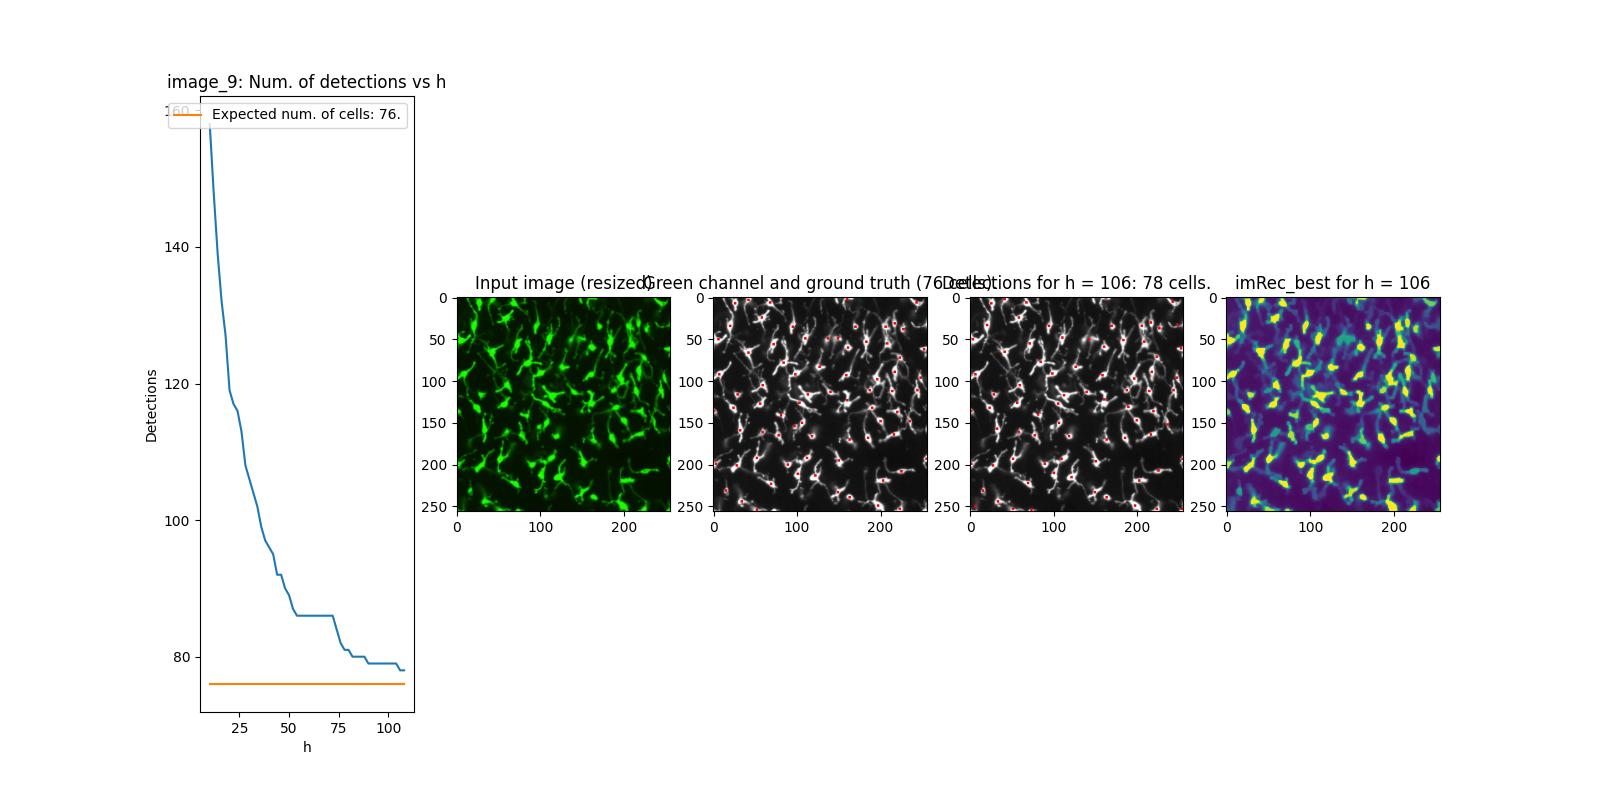 image_9: Num. of detections vs h
160
Expected num. of cells: 76.
140
120
100
80
Detections
25 50 75 100
h
Input image (resized)
0
50
100
150
200
250
0 100 200
Green channel and ground truth (76 cells).
0
50
100
150
200
250
0 100 200
Detections for h = 106: 78 cells.
0
50
100
150
200
250
0 100 200
imRec_best for h = 106
0
50
100
150
200
250
0 100 200